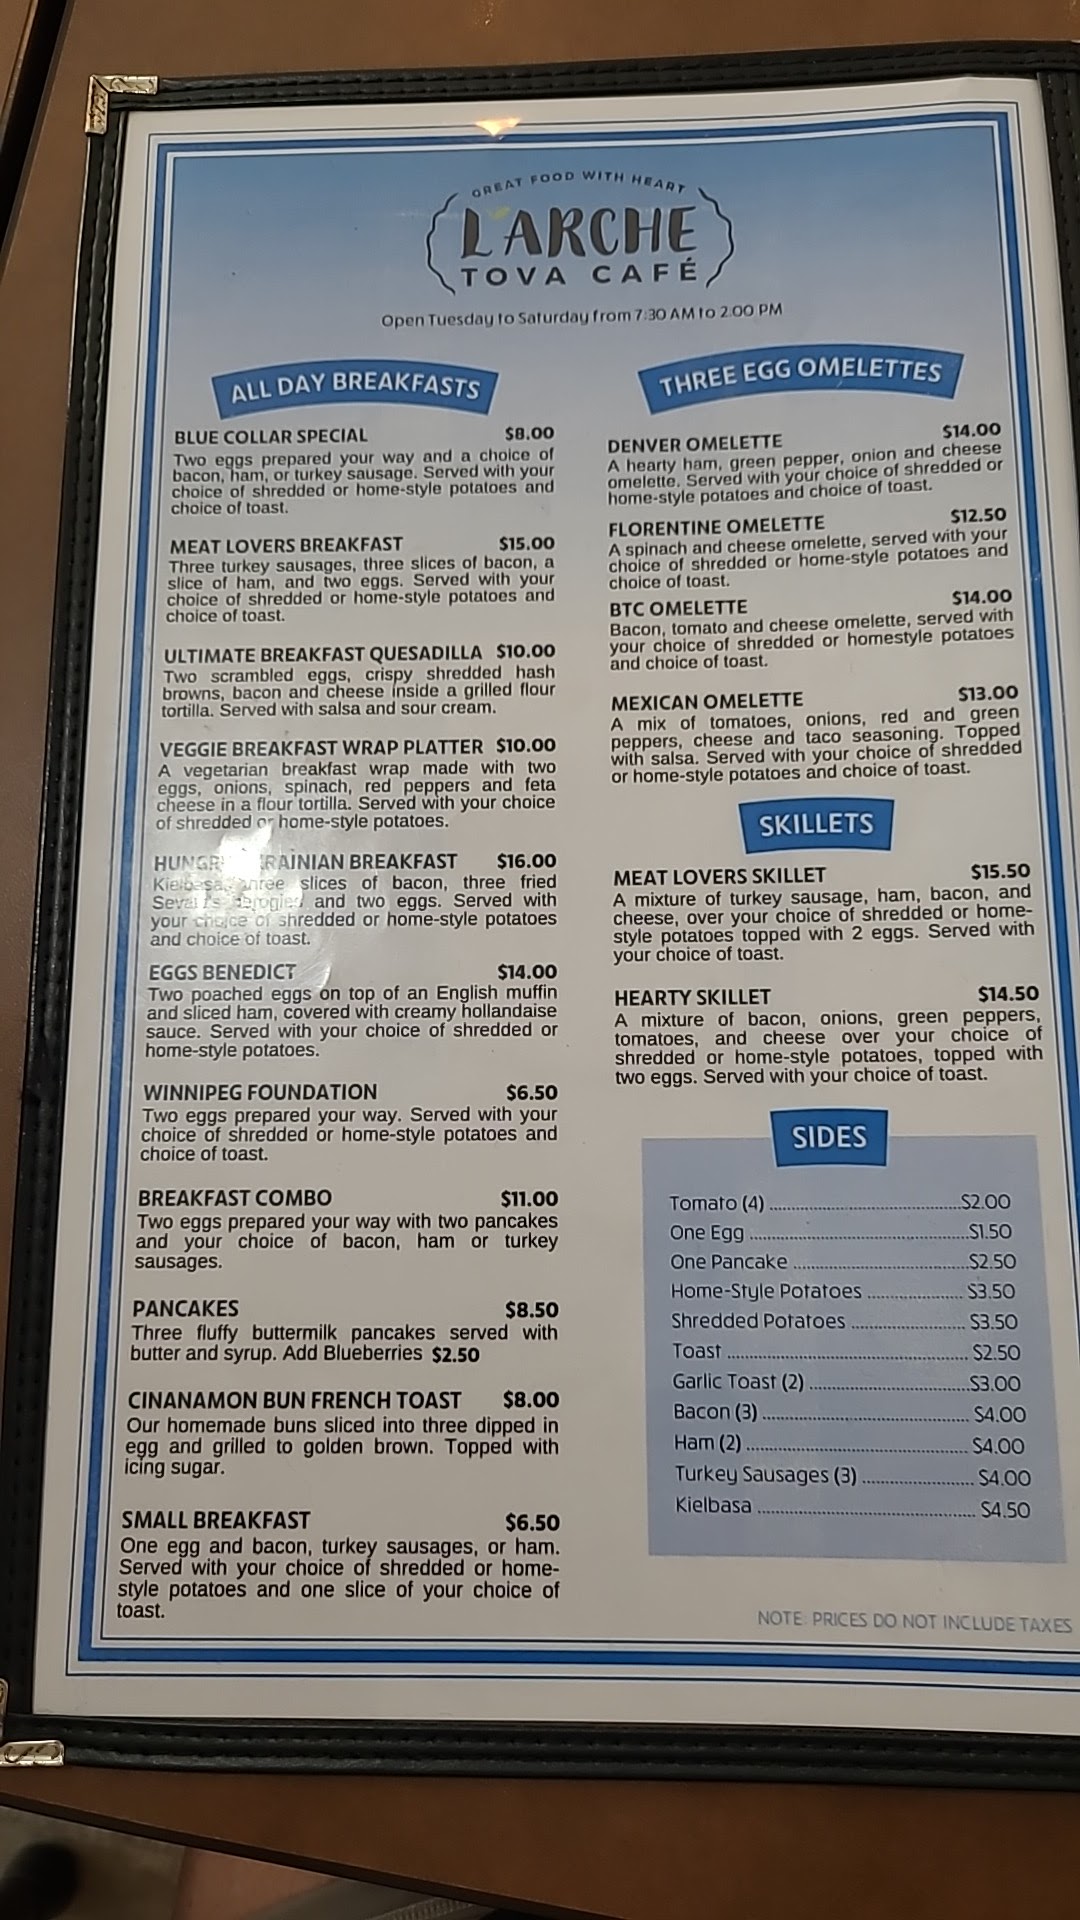 GREAT FOOD WITH HEART
L'ARCHE
TOVA CAFÉ
Open Tuesday to Saturday from 7:30 AM to 2:00 PM
ALL DAY BREAKFASTS
BLUE COLLAR SPECIAL $8.00
Two eggs prepared your way and a choice of
bacon, ham, or turkey sausage. Served with your
choice of shredded or home-style potatoes and
choice of toast.
MEAT LOVERS BREAKFAST $15.00
Three turkey sausages, three slices of bacon, a
slice of ham, and two eggs. Served with your
choice of shredded or home-style potatoes and
choice of toast.
ULTIMATE BREAKFAST QUESADILLA $10.00
Two scrambled eggs, crispy shredded hash
browns, bacon and cheese inside a grilled flour
tortilla. Served with salsa and sour cream.
VEGGIE BREAKFAST WRAP PLATTER $10.00
A vegetarian breakfast wrap made with two
eggs, onions, spinach, red peppers and feta
cheese in a flour tortilla. Served with your choice
of shredded or home-style potatoes.
BREAKFAST $16.00
Kielbasa, three slices of bacon, three fried
and two eggs. Served with
your choice of shredded or home-style potatoes
and choice of toast.
EGGS BENEDICT $14.00
Two poached eggs on top of an English muffin
and sliced ham, covered with creamy hollandaise
sauce. Served with your choice of shredded or
home-style potatoes.
WINNIPEG FOUNDATION $6.50
Two eggs prepared your way. Served with your
choice of shredded or home-style potatoes and
choice of toast.
BREAKFAST COMBO $11.00
Two eggs prepared your way with two pancakes
and your choice of bacon, ham or turkey
sausages.
PANCAKES $8.50
Three fluffy buttermilk pancakes served with
butter and syrup. Add Blueberries $2.50
CINANAMON BUN FRENCH TOAST $8.00
Our homemade buns sliced into three dipped in
egg and grilled to golden brown. Topped with
icing sugar.
SMALL BREAKFAST $6.50
One egg and bacon, turkey sausages, or ham.
Served with your choice of shredded or home-
style potatoes and one slice of your choice of
toast.
THREE EGG OMELETTES
DENVER OMELETTE $14.00
A hearty ham, green pepper, onion and cheese
omelette. Served with your choice of shredded or
home-style potatoes and choice of toast.
FLORENTINE OMELETTE $12.50
A spinach and cheese omelette, served with your
choice of shredded or home-style potatoes and
choice of toast.
BTC OMELETTE $14.00
Bacon, tomato and cheese omelette, served with
your choice of shredded or homestyle potatoes
and choice of toast.
MEXICAN OMELETTE $13.00
A mix of tomatoes, onions, red and green
peppers, cheese and taco seasoning. Topped
with salsa. Served with your choice of shredded
or home-style potatoes and choice of toast.
SKILLETS
MEAT LOVERS SKILLET $15.50
A mixture of turkey sausage, ham, bacon, and
cheese, over your choice of shredded or home-
style potatoes topped with 2 eggs. Served with
your choice of toast.
HEARTY SKILLET $14.50
A mixture of bacon, onions, green peppers,
tomatoes, and cheese over your choice of
shredded or home-style potatoes, topped with
two eggs. Served with your choice of toast.
SIDES
Tomato (4) $2.00
One Egg $1.50
One Pancake $2.50
Home-Style Potatoes $3.50
Shredded Potatoes $3.50
Toast $2.50
Garlic Toast (2) $3.00
Bacon (3) $4.00
Ham (2) $4.00
Turkey Sausages (3) $4.00
Kielbasa $4.50
NOTE: PRICES DO NOT INCLUDE TAXES